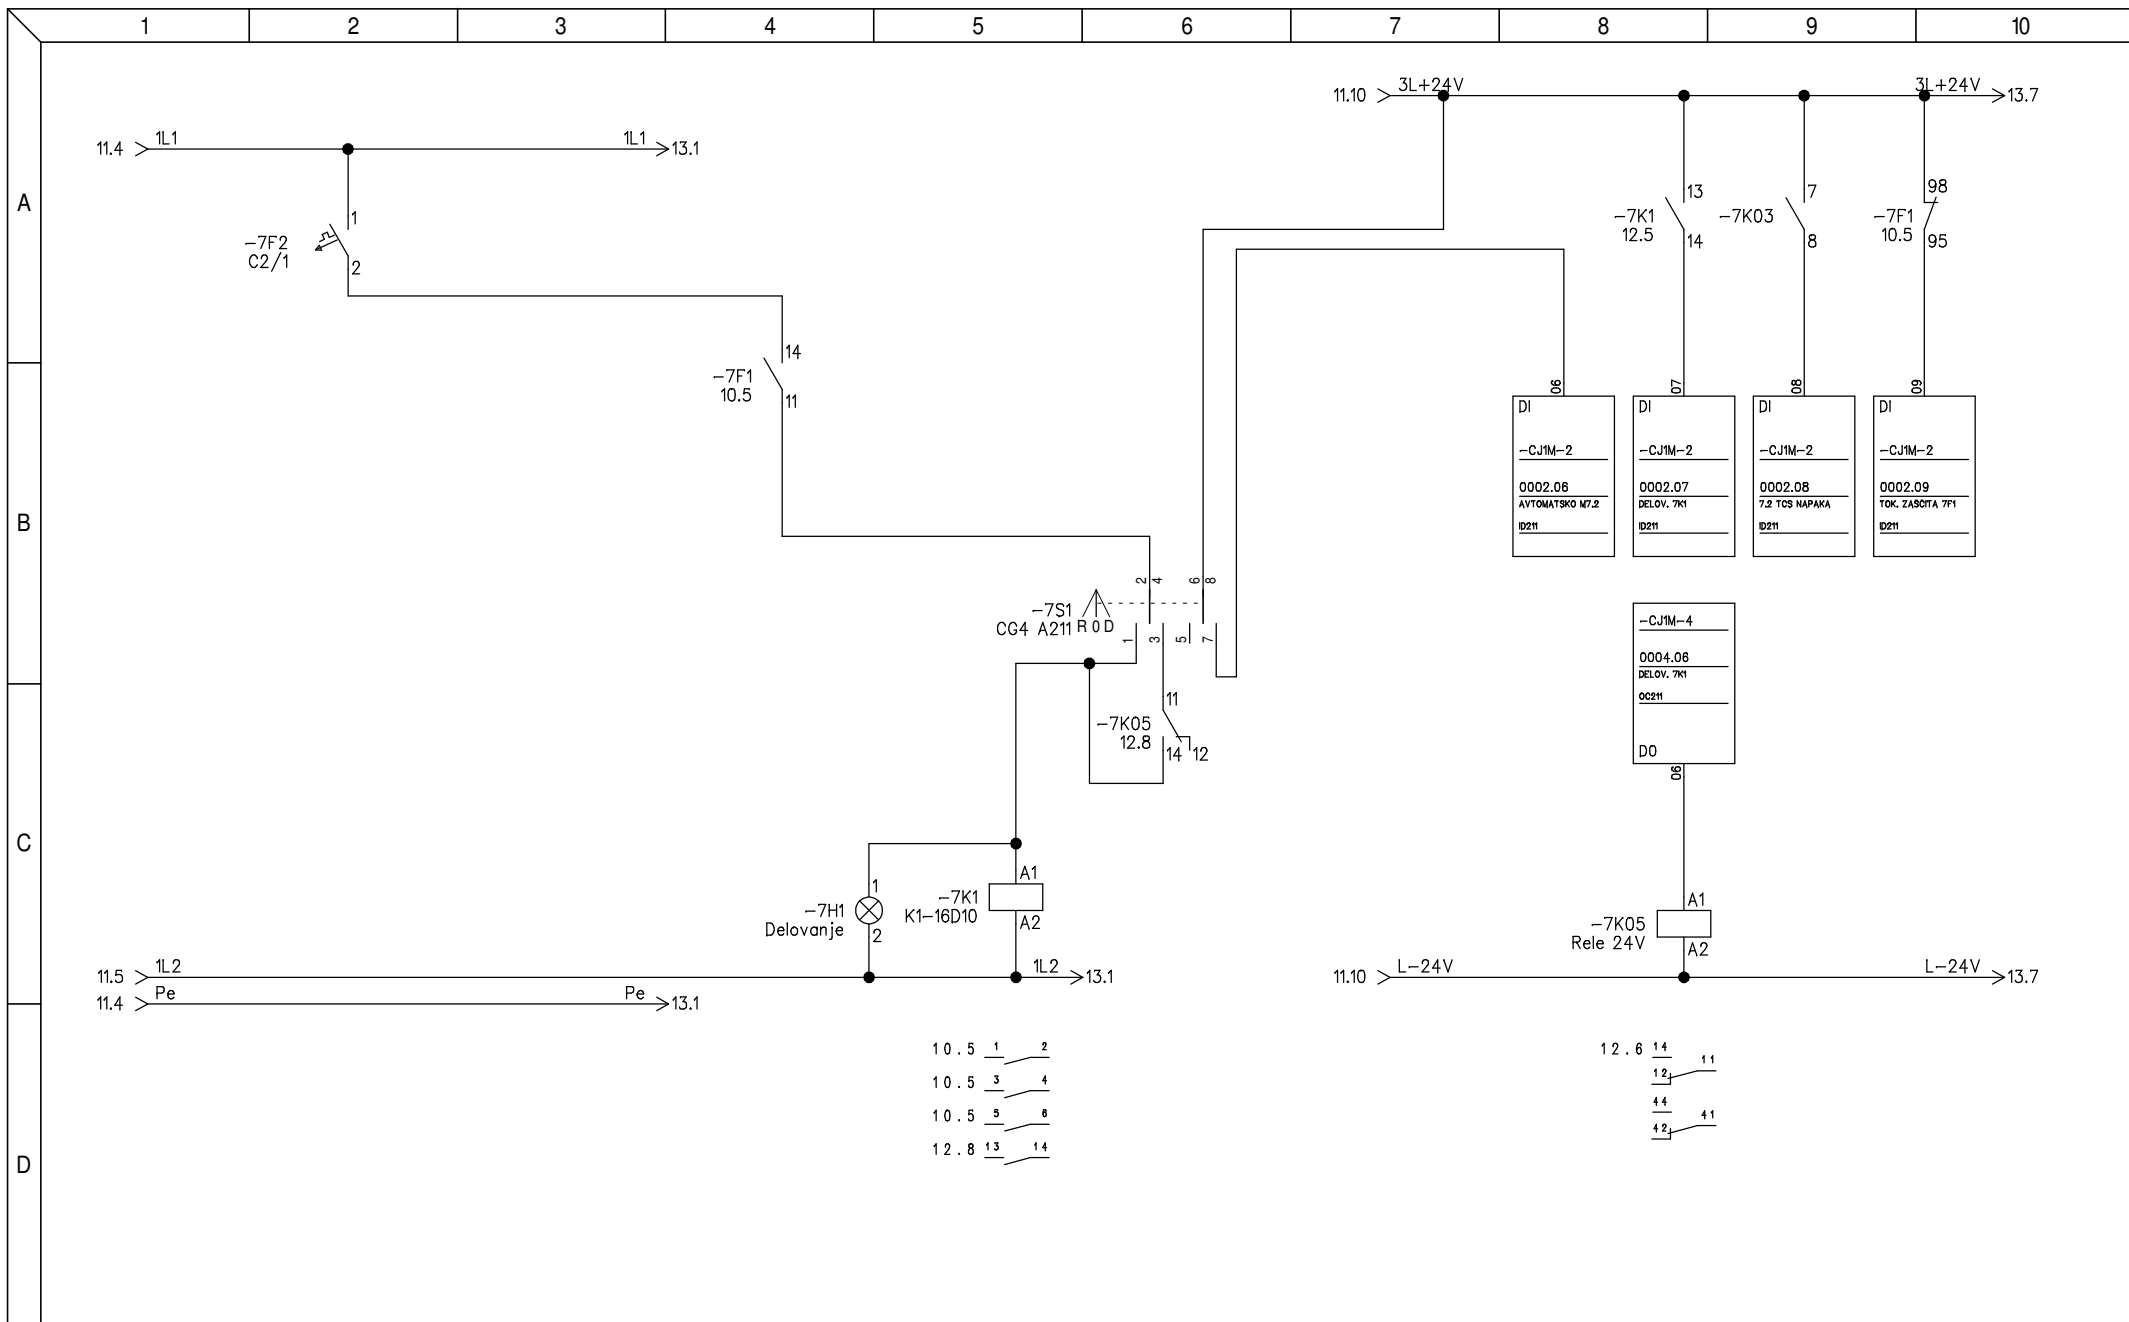 1 2 3 4 5 6 7 8 9 10
A
B
C
D
11.10 3L+24V 3L+24V 13.7
11.4 1L1 1L1 13.1
1
-7F2
C2/1
2
13
-7K1
12.5
14
7
-7K03
8
98
-7F1
10.5
95
14
-7F1
10.5
11
06
DI
-CJ1M-2
0002.06
AVTOMATSKO M7.2
ID211
07
DI
-CJ1M-2
0002.07
DELOV. 7K1
ID211
08
DI
-CJ1M-2
0002.08
7.2 TCS NAPAKA
ID211
09
DI
-CJ1M-2
0002.09
TOK. ZAŠČITA 7F1
ID211
2 4 6 8
-7S1
CG4 A211 R 0 D
1 3 5 7
-CJ1M-4
0004.06
DELOV. 7K1
OC211
DO
06
11
-7K05
12.8
14 12
1
-7H1
Delovanje
2
A1
-7K1
K1-16D10
A2
A1
-7K05
Rele 24V
A2
11.5 1L2 1L2 13.1
11.4 Pe Pe 13.1
11.10 L-24V L-24V 13.7
10.5 1 2
10.5 3 4
10.5 5 6
12.8 13 14
12.6 14
11
12
44
41
42